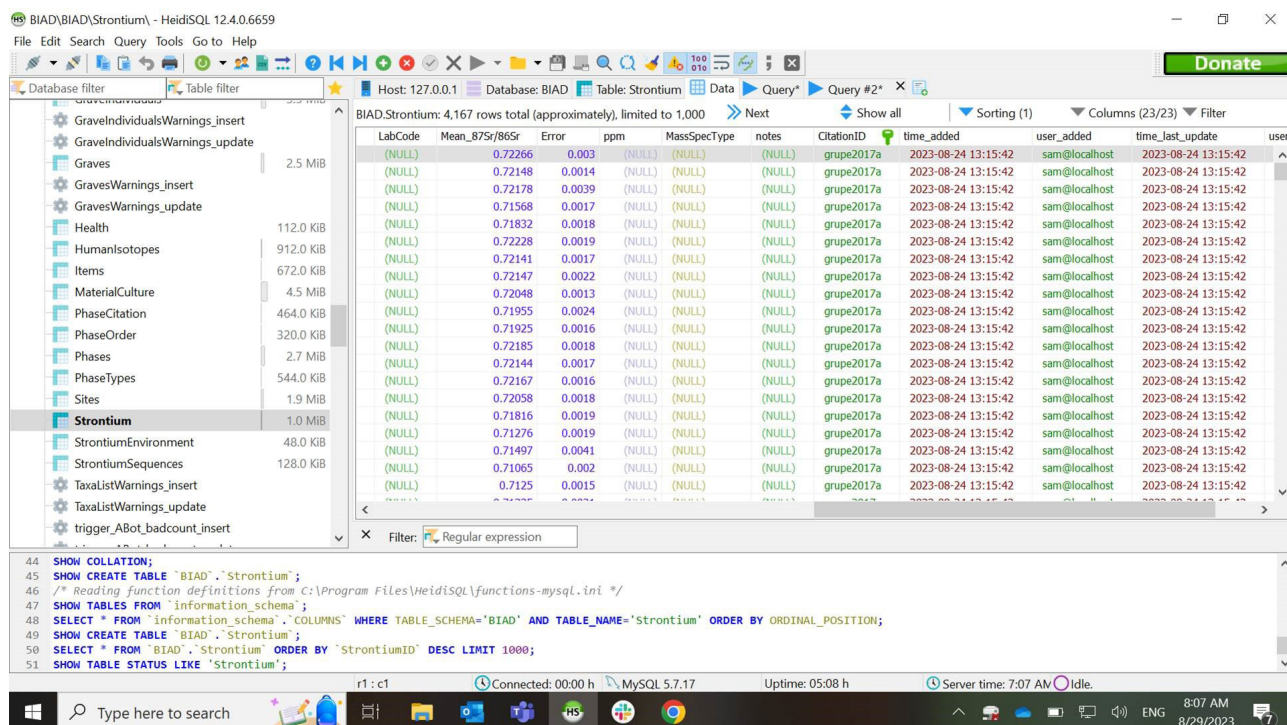 BIAD\BIAD\Strontium\ - HeidiSQL 12.4.0.6659
File Edit Search Query Tools Go to Help
Donate
Database filter Table filter
Host: 127.0.0.1 Database: BIAD Table: Strontium Data Query* Query #2*
BIAD.Strontium: 4,167 rows total (approximately), limited to 1,000 Next Show all Sorting (1) Columns (23/23) Filter
GraveIndividualsWarnings_insert
GraveIndividualsWarnings_update
Graves 2.5 MiB
GravesWarnings_insert
GravesWarnings_update
Health 112.0 KiB
HumanIsotopes 912.0 KiB
Items 672.0 KiB
MaterialCulture 4.5 MiB
PhaseCitation 464.0 KiB
PhaseOrder 320.0 KiB
Phases 2.7 MiB
PhaseTypes 544.0 KiB
Sites 1.9 MiB
Strontium 1.0 MiB
StrontiumEnvironment 48.0 KiB
StrontiumSequences 128.0 KiB
TaxaListWarnings_insert
TaxaListWarnings_update
trigger_ABot_badcount_insert
LabCode Mean_87Sr/86Sr Error ppm MassSpecType notes CitationID time_added user_added time_last_update user
(NULL) 0.72266 0.003 (NULL) (NULL) (NULL) grupe2017a 2023-08-24 13:15:42 sam@localhost 2023-08-24 13:15:42
(NULL) 0.72148 0.0014 (NULL) (NULL) (NULL) grupe2017a 2023-08-24 13:15:42 sam@localhost 2023-08-24 13:15:42
(NULL) 0.72178 0.0039 (NULL) (NULL) (NULL) grupe2017a 2023-08-24 13:15:42 sam@localhost 2023-08-24 13:15:42
(NULL) 0.71568 0.0017 (NULL) (NULL) (NULL) grupe2017a 2023-08-24 13:15:42 sam@localhost 2023-08-24 13:15:42
(NULL) 0.71832 0.0018 (NULL) (NULL) (NULL) grupe2017a 2023-08-24 13:15:42 sam@localhost 2023-08-24 13:15:42
(NULL) 0.72228 0.0019 (NULL) (NULL) (NULL) grupe2017a 2023-08-24 13:15:42 sam@localhost 2023-08-24 13:15:42
(NULL) 0.72141 0.0017 (NULL) (NULL) (NULL) grupe2017a 2023-08-24 13:15:42 sam@localhost 2023-08-24 13:15:42
(NULL) 0.72147 0.0022 (NULL) (NULL) (NULL) grupe2017a 2023-08-24 13:15:42 sam@localhost 2023-08-24 13:15:42
(NULL) 0.72048 0.0013 (NULL) (NULL) (NULL) grupe2017a 2023-08-24 13:15:42 sam@localhost 2023-08-24 13:15:42
(NULL) 0.71955 0.0024 (NULL) (NULL) (NULL) grupe2017a 2023-08-24 13:15:42 sam@localhost 2023-08-24 13:15:42
(NULL) 0.71925 0.0016 (NULL) (NULL) (NULL) grupe2017a 2023-08-24 13:15:42 sam@localhost 2023-08-24 13:15:42
(NULL) 0.72185 0.0018 (NULL) (NULL) (NULL) grupe2017a 2023-08-24 13:15:42 sam@localhost 2023-08-24 13:15:42
(NULL) 0.72144 0.0017 (NULL) (NULL) (NULL) grupe2017a 2023-08-24 13:15:42 sam@localhost 2023-08-24 13:15:42
(NULL) 0.72167 0.0016 (NULL) (NULL) (NULL) grupe2017a 2023-08-24 13:15:42 sam@localhost 2023-08-24 13:15:42
(NULL) 0.72058 0.0018 (NULL) (NULL) (NULL) grupe2017a 2023-08-24 13:15:42 sam@localhost 2023-08-24 13:15:42
(NULL) 0.71816 0.0019 (NULL) (NULL) (NULL) grupe2017a 2023-08-24 13:15:42 sam@localhost 2023-08-24 13:15:42
(NULL) 0.71276 0.0019 (NULL) (NULL) (NULL) grupe2017a 2023-08-24 13:15:42 sam@localhost 2023-08-24 13:15:42
(NULL) 0.71497 0.0041 (NULL) (NULL) (NULL) grupe2017a 2023-08-24 13:15:42 sam@localhost 2023-08-24 13:15:42
(NULL) 0.71065 0.002 (NULL) (NULL) (NULL) grupe2017a 2023-08-24 13:15:42 sam@localhost 2023-08-24 13:15:42
(NULL) 0.7125 0.0015 (NULL) (NULL) (NULL) grupe2017a 2023-08-24 13:15:42 sam@localhost 2023-08-24 13:15:42
Filter: Regular expression
44 SHOW COLLATION;
45 SHOW CREATE TABLE `BIAD`.`Strontium`;
46 /* Reading function definitions from C:\Program Files\HeidiSQL\functions-mysql.ini */
47 SHOW TABLES FROM `information_schema`;
48 SELECT * FROM `information_schema`.`COLUMNS` WHERE TABLE_SCHEMA='BIAD' AND TABLE_NAME='Strontium' ORDER BY ORDINAL_POSITION;
49 SHOW CREATE TABLE `BIAD`.`Strontium`;
50 SELECT * FROM `BIAD`.`Strontium` ORDER BY `StrontiumID` DESC LIMIT 1000;
51 SHOW TABLE STATUS LIKE 'Strontium';
r1 : c1 Connected: 00:00 h MySQL 5.7.17 Uptime: 05:08 h Server time: 7:07 AM Idle.
Type here to search ENG 8:07 AM
8/29/2023